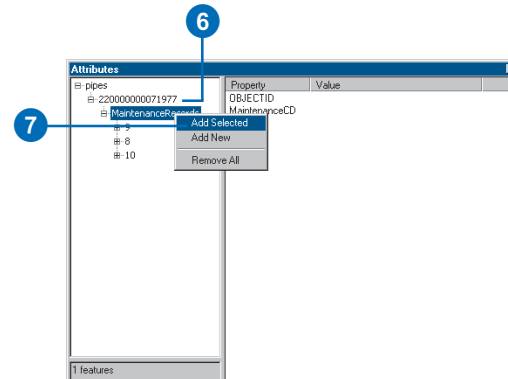 6
Attributes
pipes
220000000071977
MaintenanceRecords
9
8
10
Property Value
OBJECTID
MaintenanceCD
7
Add Selected
Add New
Remove All
1 features